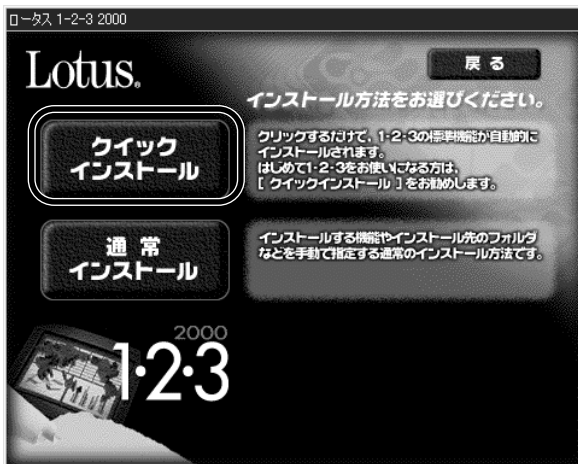 ロータス 1-2-3 2000
Lotus.
戻 る
インストール方法をお選びください。
クイック
インストール
クリックするだけで、1-2-3の標準機能が自動的に
インストールされます。
はじめて1-2-3をお使いになる方は、
[ クイックインストール ] をお勧めします。
通 常
インストール
インストールする機能やインストール先のフォルダ
などを手動で指定する通常のインストール方法です。
2000
1・2・3